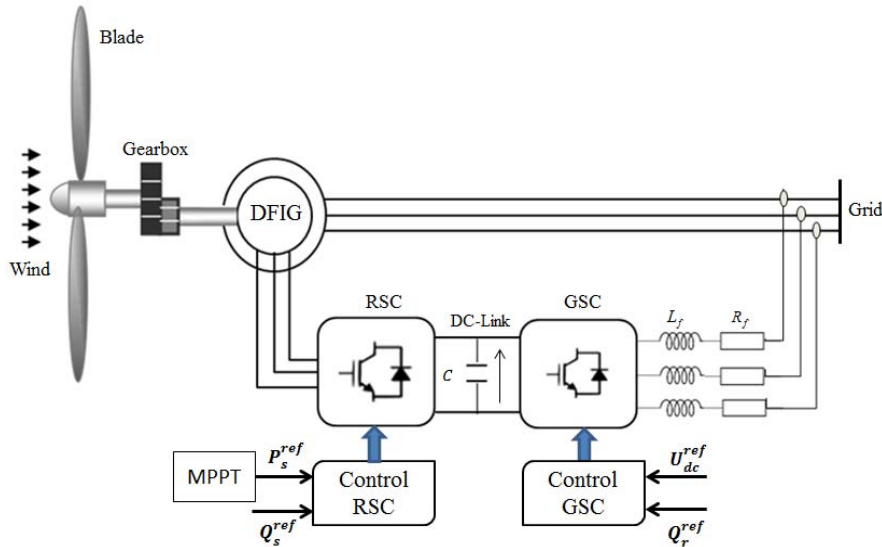 Blade
Gearbox
Wind
DFIG
Grid
RSC
DC-Link
GSC
L_f
R_f
C
MPPT
P_s^ref
Q_s^ref
Control
RSC
Control
GSC
U_dc^ref
Q_r^ref